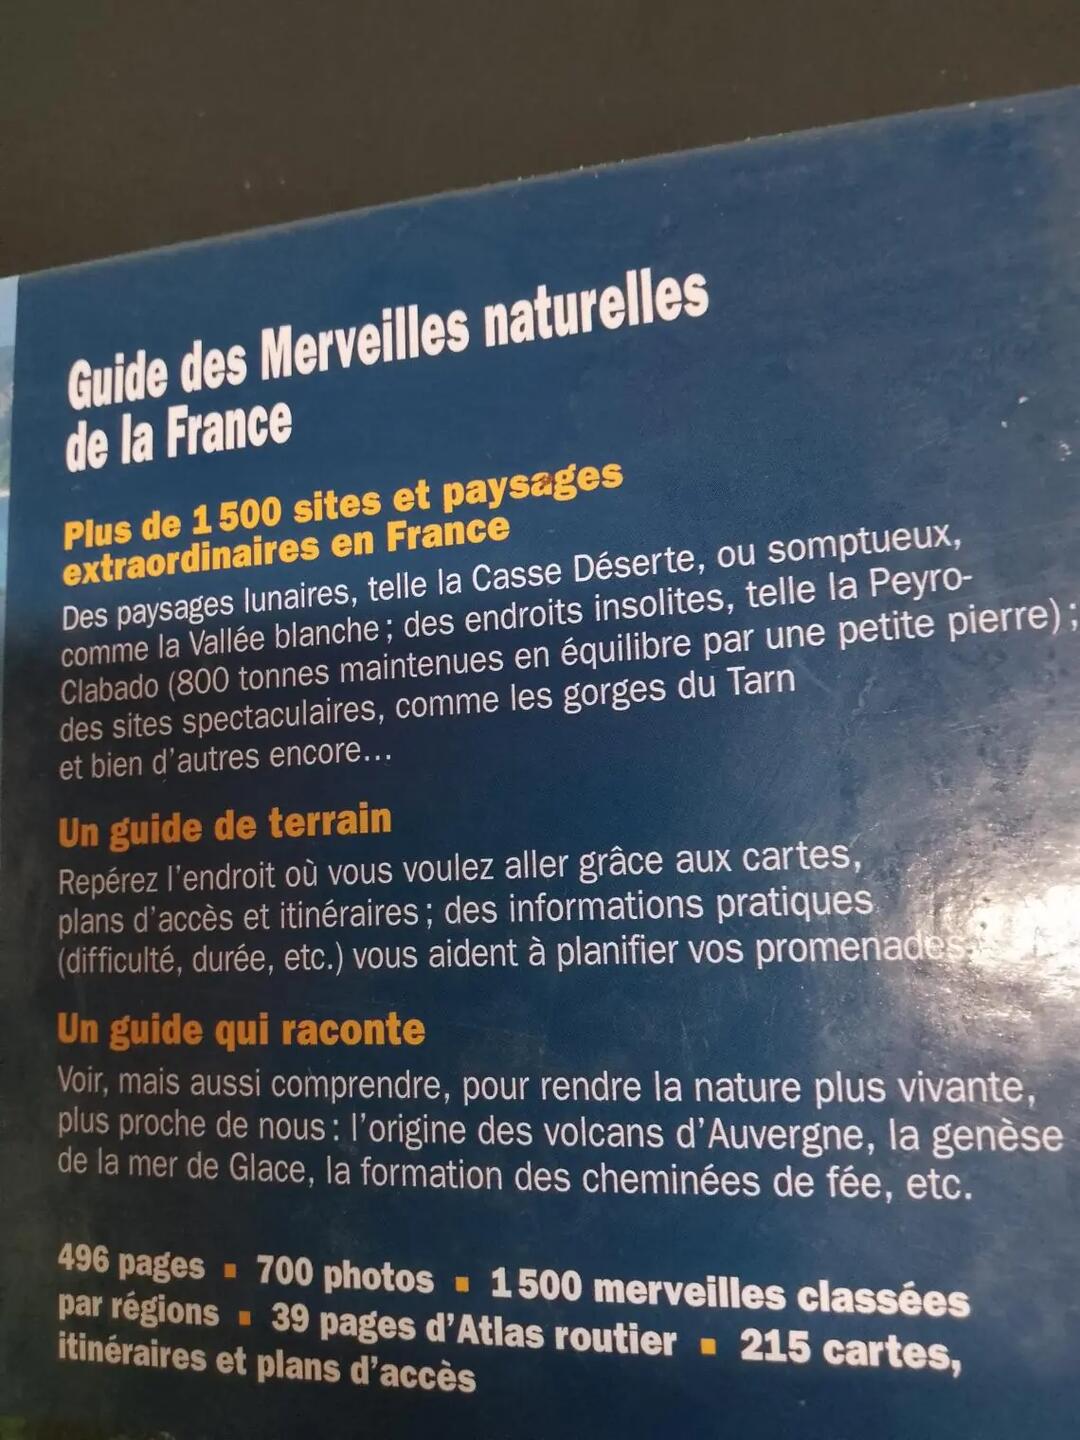 Guide des Merveilles naturelles
de la France
Plus de 1 500 sites et paysages
extraordinaires en France
Des paysages lunaires, telle la Casse Déserte, ou somptueux,
comme la Vallée blanche ; des endroits insolites, telle la Peyro-
Clabado (800 tonnes maintenues en équilibre par une petite pierre) ;
des sites spectaculaires, comme les gorges du Tarn
et bien d'autres encore...
Un guide de terrain
Repérez l'endroit où vous voulez aller grâce aux cartes,
plans d'accès et itinéraires ; des informations pratiques
(difficulté, durée, etc.) vous aident à planifier vos promenades.
Un guide qui raconte
Voir, mais aussi comprendre, pour rendre la nature plus vivante,
plus proche de nous : l'origine des volcans d'Auvergne, la genèse
de la mer de Glace, la formation des cheminées de fée, etc.
496 pages ▪ 700 photos ▪ 1 500 merveilles classées
par régions ▪ 39 pages d'Atlas routier ▪ 215 cartes,
itinéraires et plans d'accès